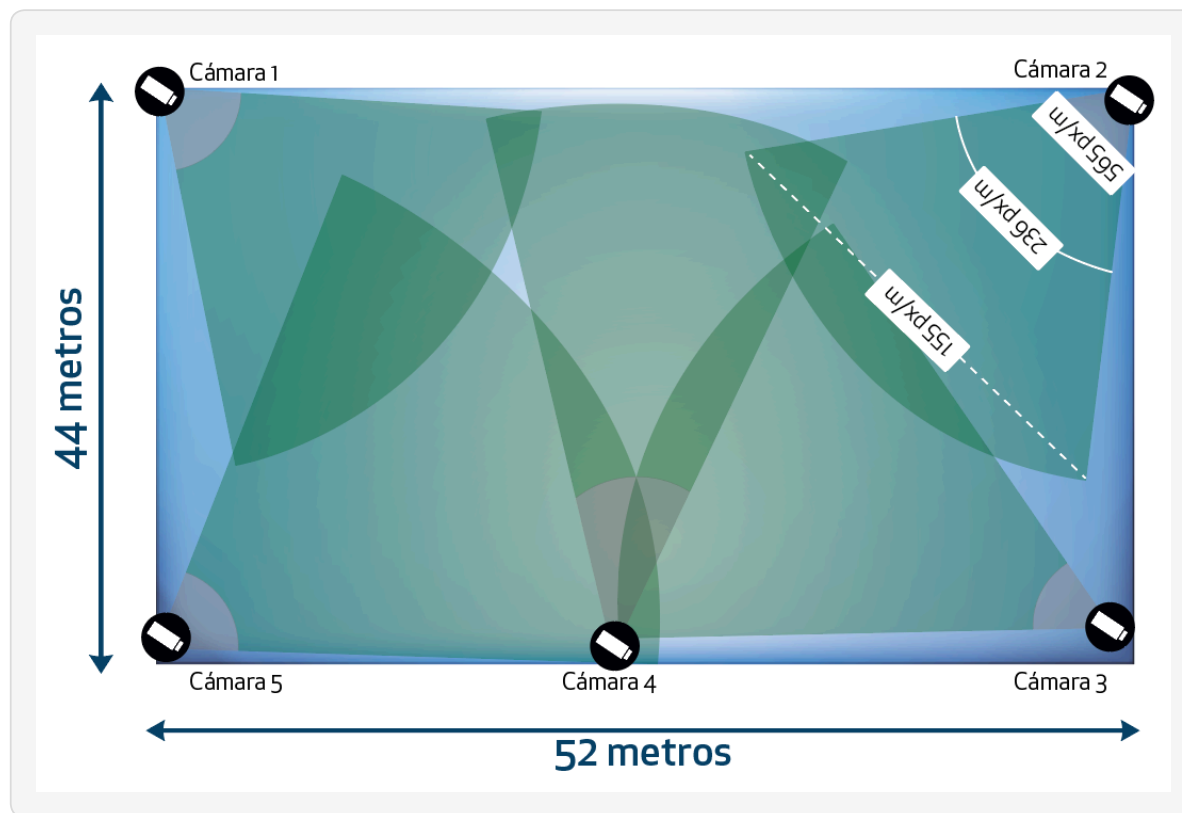 Cámara 1
Cámara 2
565 px/m
236 px/m
155 px/m
44 metros
Cámara 5
Cámara 4
Cámara 3
52 metros